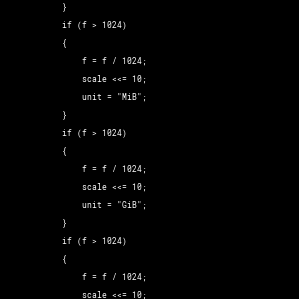 }
if (f > 1024)
{
f = f / 1024;
scale <<= 10;
unit = "MiB";
}
if (f > 1024)
{
f = f / 1024;
scale <<= 10;
unit = "GiB";
}
if (f > 1024)
{
f = f / 1024;
scale <<= 10;